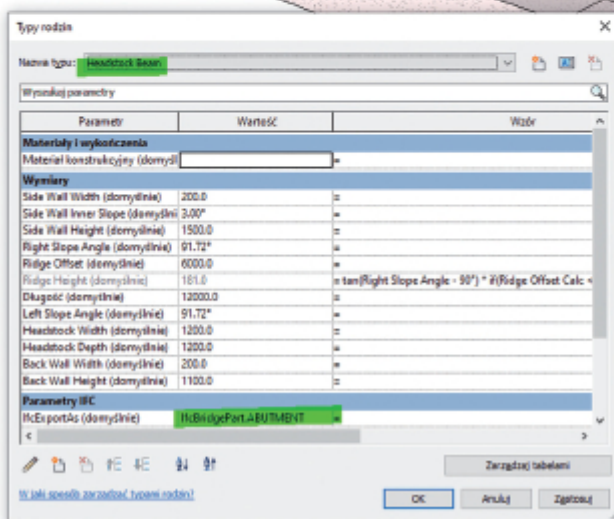 Typy rodzin
Nazwa typu: Headstock Beam
Wyszukaj parametry
Parametr Wartość Wzór
Materiały i wykończenia
Materiał konstrukcyjny (domyśl =
Wymiary
Side Wall Width (domyślnie) 200.0 =
Side Wall Inner Slope (domyślni 3.00° =
Side Wall Height (domyślnie) 1500.0 =
Right Slope Angle (domyślnie) 91.72° =
Ridge Offset (domyślnie) 6000.0 =
Ridge Height (domyślnie) 181.0 = tan(Right Slope Angle - 90°) * if(Ridge Offset Calc <
Długość (domyślnie) 12000.0 =
Left Slope Angle (domyślnie) 91.72° =
Headstock Width (domyślnie) 1200.0 =
Headstock Depth (domyślnie) 1200.0 =
Back Wall Width (domyślnie) 200.0 =
Back Wall Height (domyślnie) 1100.0 =
Parametry IFC
IfcExportAs (domyślnie) IfcBridgePart.ABUTMENT =
Zarządzaj tabelami
W jaki sposób zarządzać typami rodzin?
OK Anuluj Zastosuj